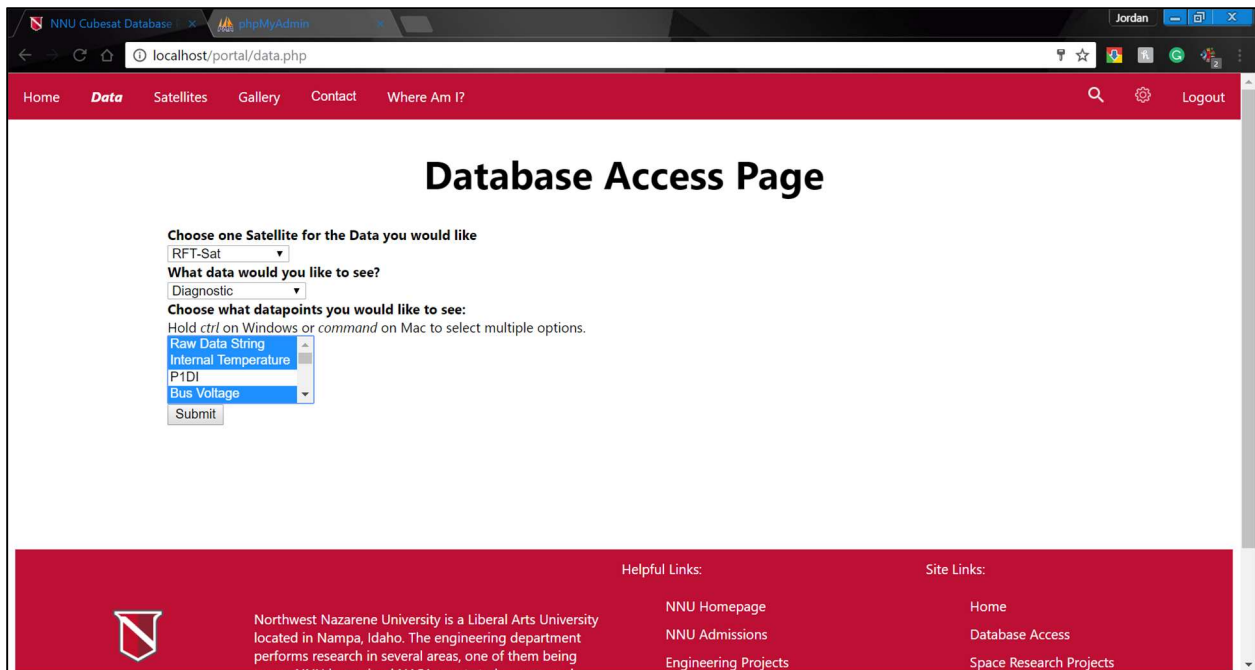 NNU Cubesat Database
phpMyAdmin
Jordan
localhost/portal/data.php
2
Home Data Satellites Gallery Contact Where Am I? Logout
Database Access Page
Choose one Satellite for the Data you would like
RFT-Sat
What data would you like to see?
Diagnostic
Choose what datapoints you would like to see:
Hold ctrl on Windows or command on Mac to select multiple options.
Raw Data String
Internal Temperature
P1DI
Bus Voltage
Submit
Helpful Links: Site Links:
NNU Homepage Home
Northwest Nazarene University is a Liberal Arts University
located in Nampa, Idaho. The engineering department
NNU Admissions Database Access
performs research in several areas, one of them being
Engineering Projects Space Research Projects
N